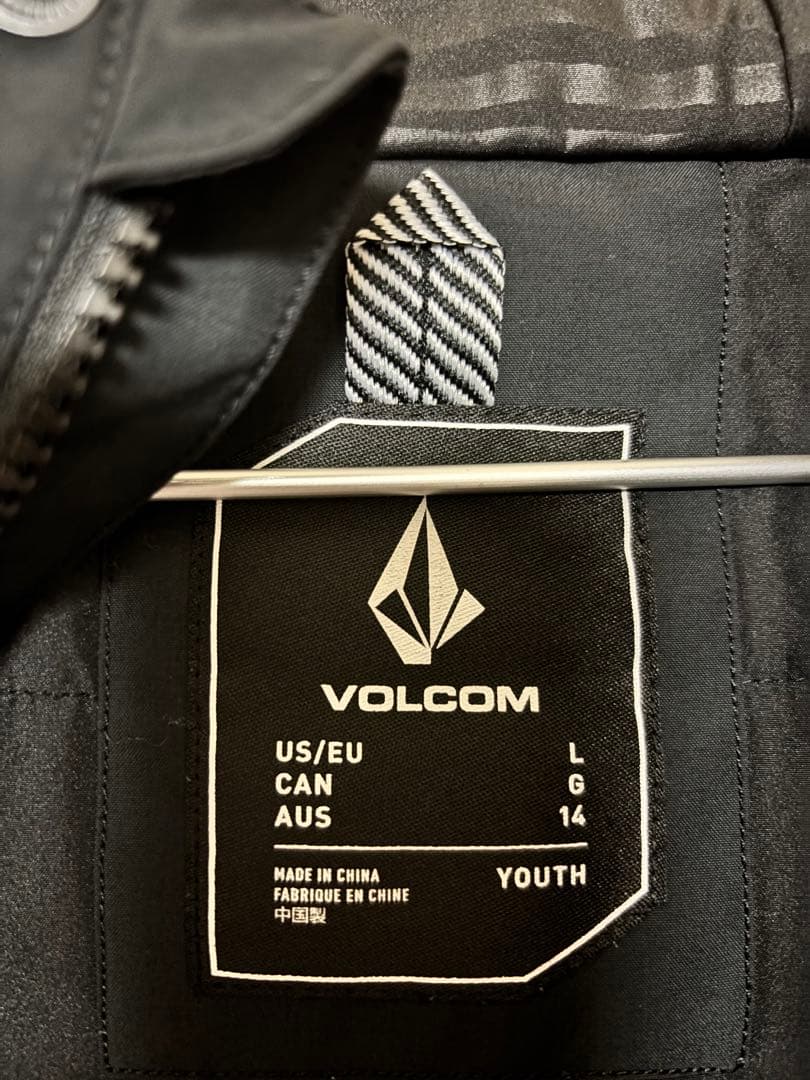 VOLCOM
US/EU L
CAN G
AUS 14
MADE IN CHINA
FABRIQUE EN CHINE
中国製
YOUTH